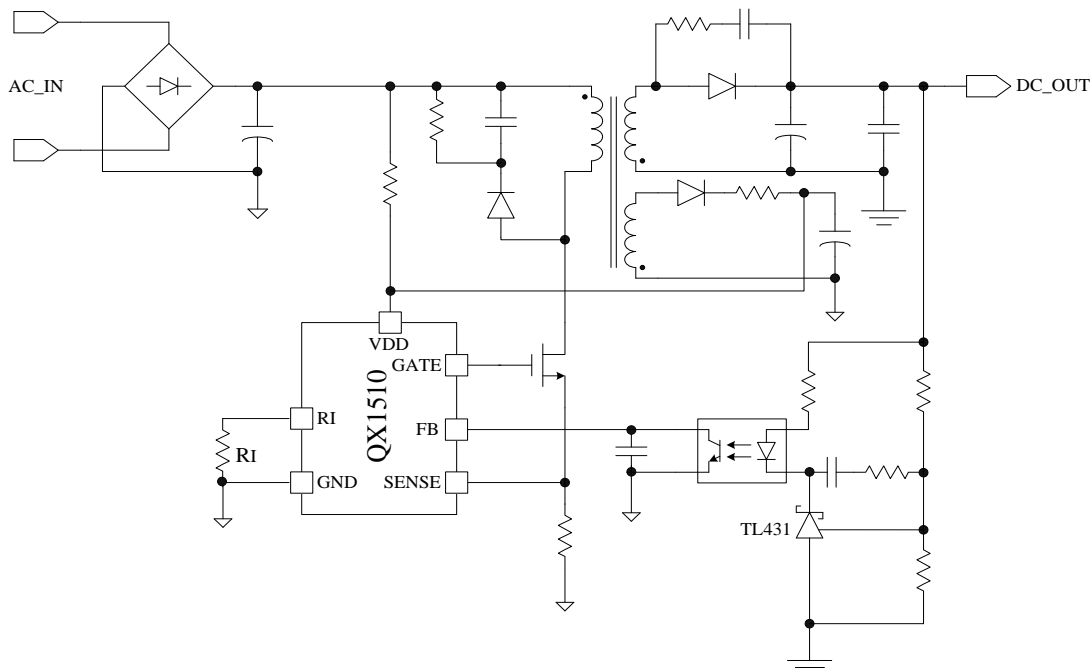 AC_IN
DC_OUT
VDD
GATE
RI
QX1510
FB
RI
GND
SENSE
TL431